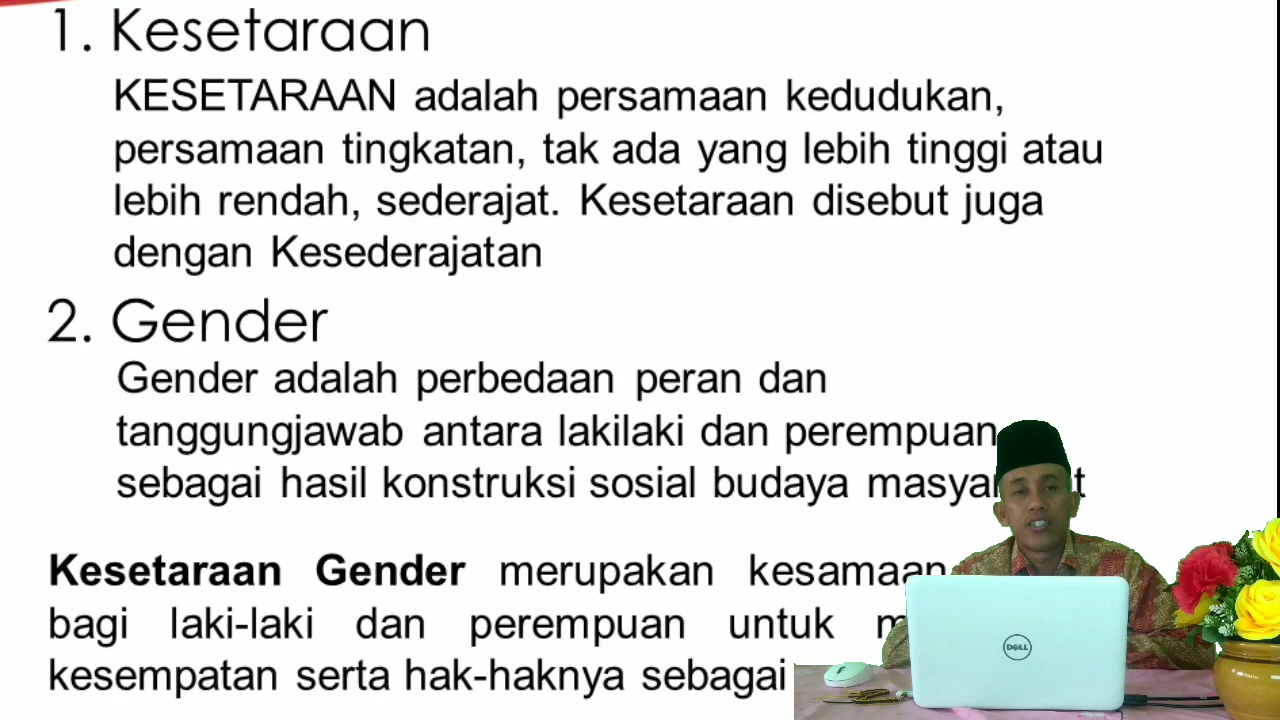 1. Kesetaraan
KESETARAAN adalah persamaan kedudukan,
persamaan tingkatan, tak ada yang lebih tinggi atau
lebih rendah, sederajat. Kesetaraan disebut juga
dengan Kesederajatan
2. Gender
Gender adalah perbedaan peran dan
tanggungjawab antara lakilaki dan perempuan
sebagai hasil konstruksi sosial budaya
Kesetaraan Gender merupakan kesamaan
bagi laki-laki dan perempuan untuk
kesempatan serta hak-haknya sebagai
DELL